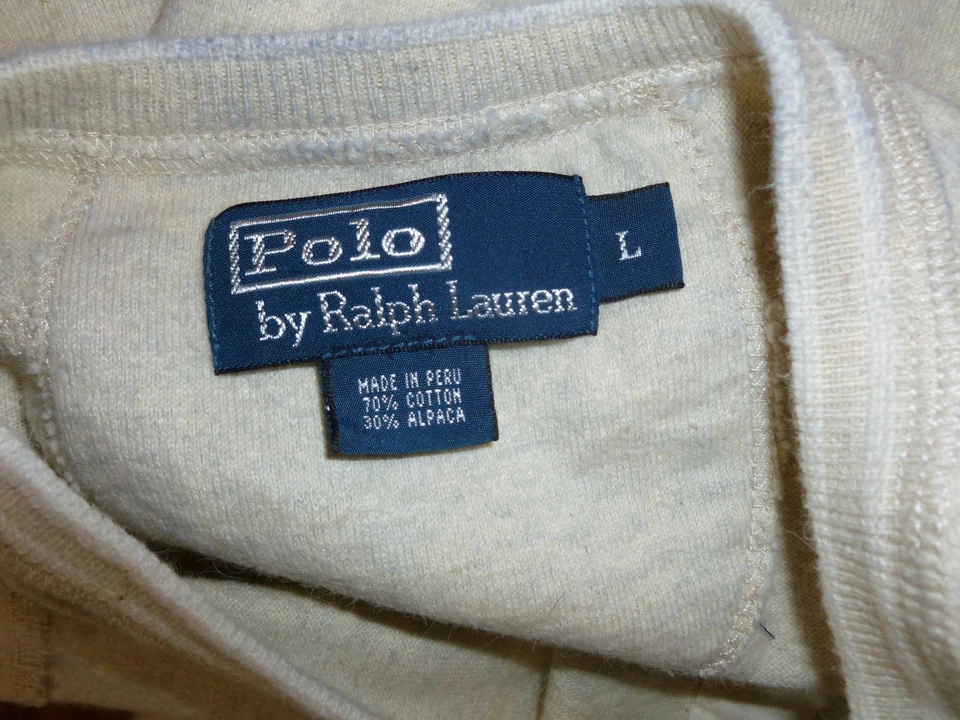 Polo
by Ralph Lauren
L
MADE IN PERU
70% COTTON
30% ALPACA